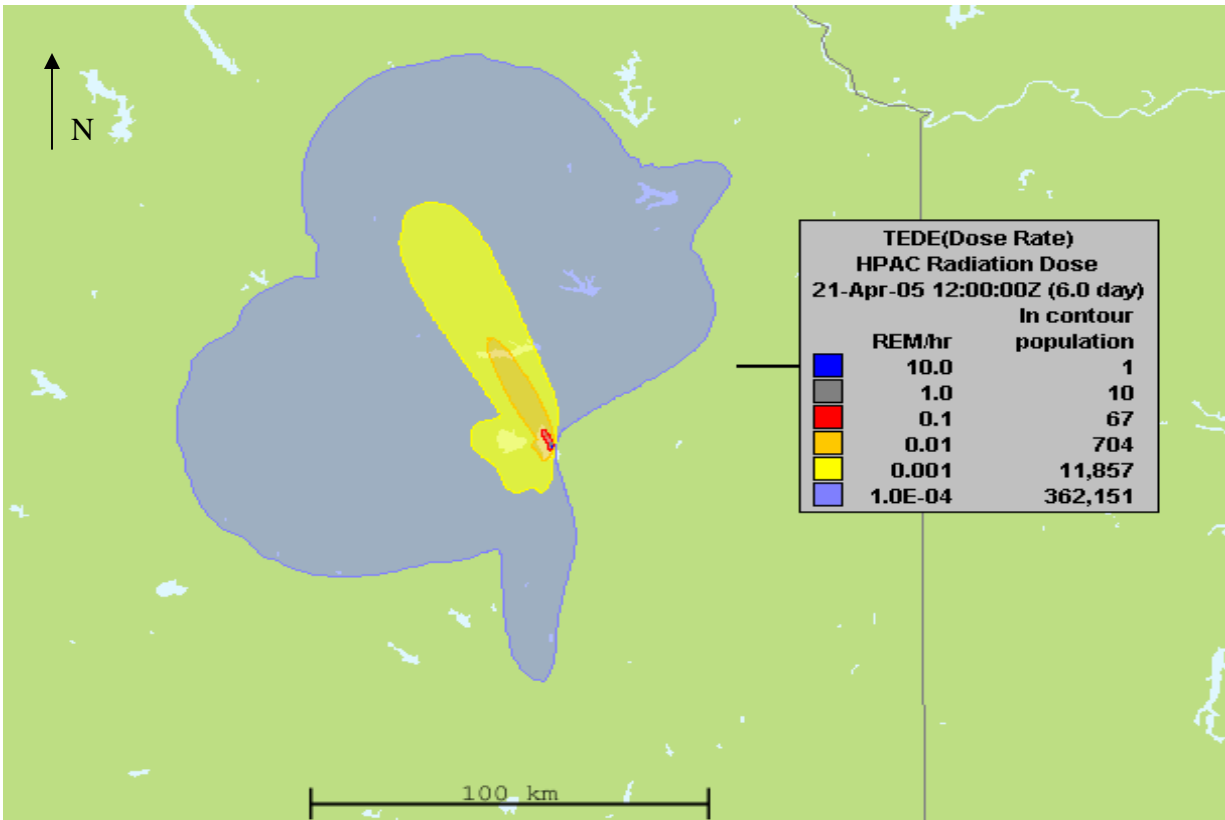 N
TEDE(Dose Rate)
HPAC Radiation Dose
21-Apr-05 12:00:00Z (6.0 day)
In contour
REM/hr population
10.0 1
1.0 10
0.1 67
0.01 704
0.001 11,857
1.0E-04 362,151
100 km